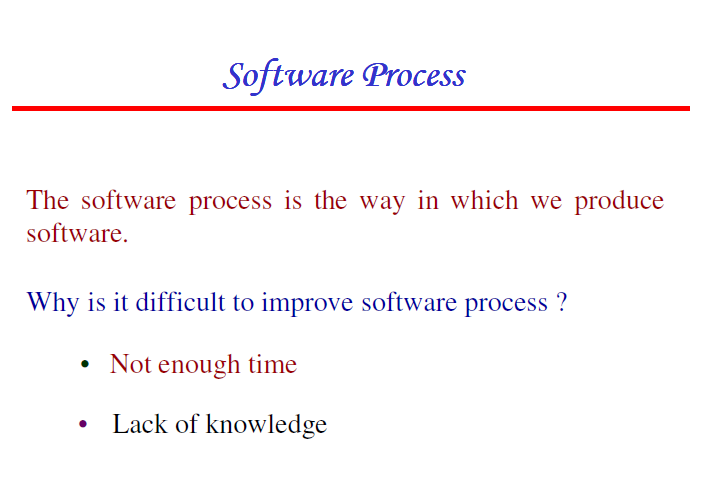 Software Process
The software process is the way in which we produce
software.
Why is it difficult to improve software process ?
• Not enough time
• Lack of knowledge